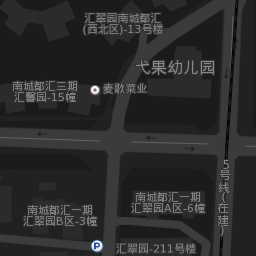 汇翠园南城都汇
(西北区)-13号楼
弋果幼儿园
南城都汇三期
汇馨园-15幢
麦歌菜业
5号线(在建)
南城都汇一期
汇翠园A区-6幢
南城都汇一期
汇翠园B区-3幢
P
汇翠园-211号楼